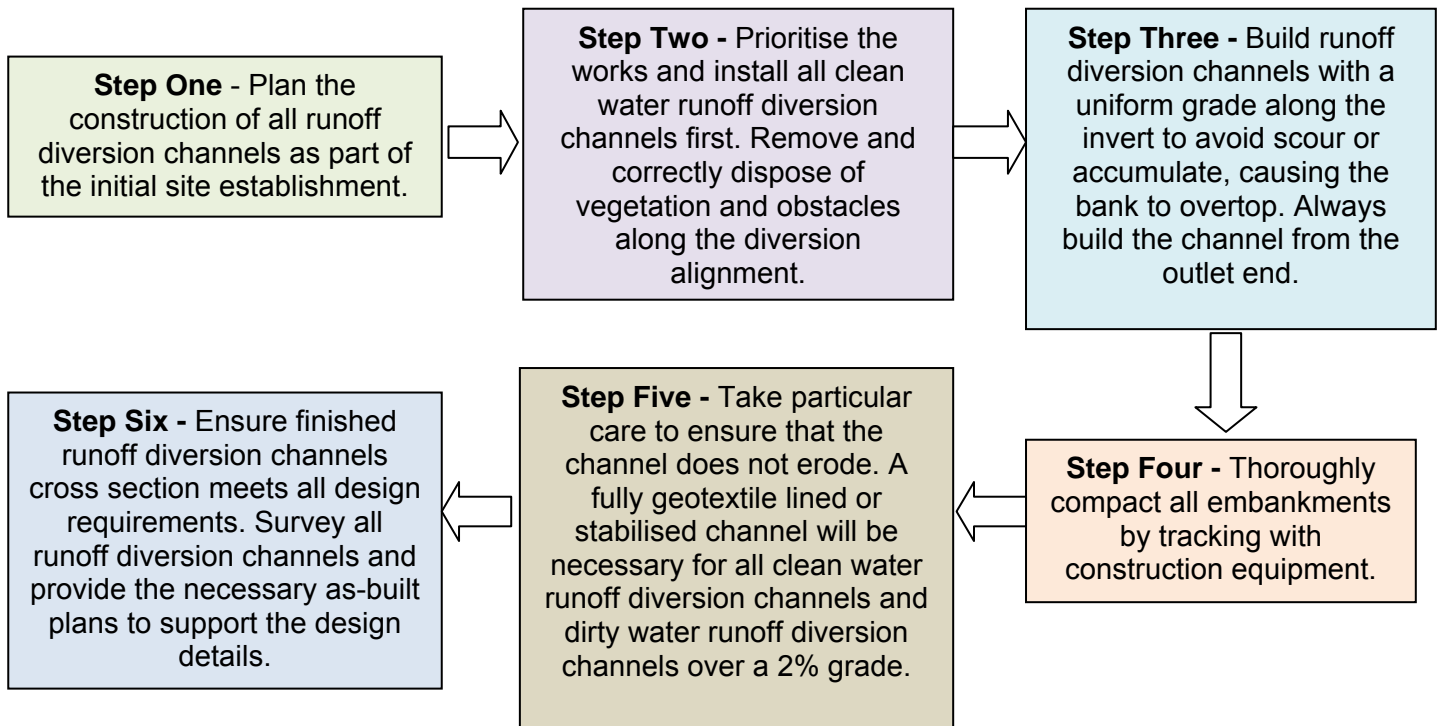 Step One - Plan the
construction of all runoff
diversion channels as part of
the initial site establishment.
Step Two - Prioritise the
works and install all clean
water runoff diversion
channels first. Remove and
correctly dispose of
vegetation and obstacles
along the diversion
alignment.
Step Three - Build runoff
diversion channels with a
uniform grade along the
invert to avoid scour or
accumulate, causing the
bank to overtop. Always
build the channel from the
outlet end.
Step Four - Thoroughly
compact all embankments
by tracking with
construction equipment.
Step Five - Take particular
care to ensure that the
channel does not erode. A
fully geotextile lined or
stabilised channel will be
necessary for all clean water
runoff diversion channels and
dirty water runoff diversion
channels over a 2% grade.
Step Six - Ensure finished
runoff diversion channels
cross section meets all design
requirements. Survey all
runoff diversion channels and
provide the necessary as-built
plans to support the design
details.